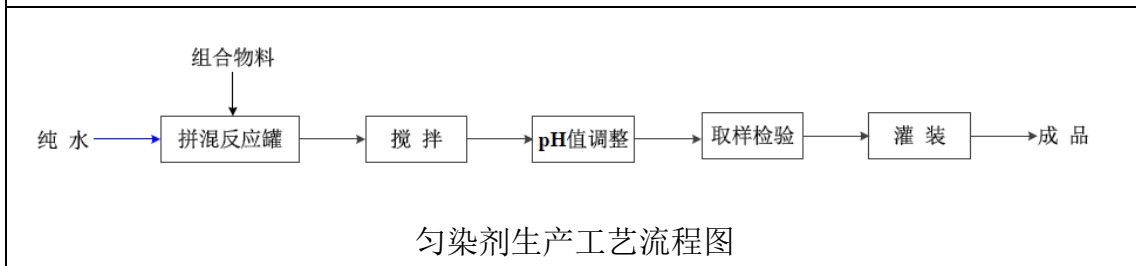 组合物料
纯 水 拼混反应罐 搅 拌 pH值调整 取样检验 灌 装 成 品
匀染剂生产工艺流程图